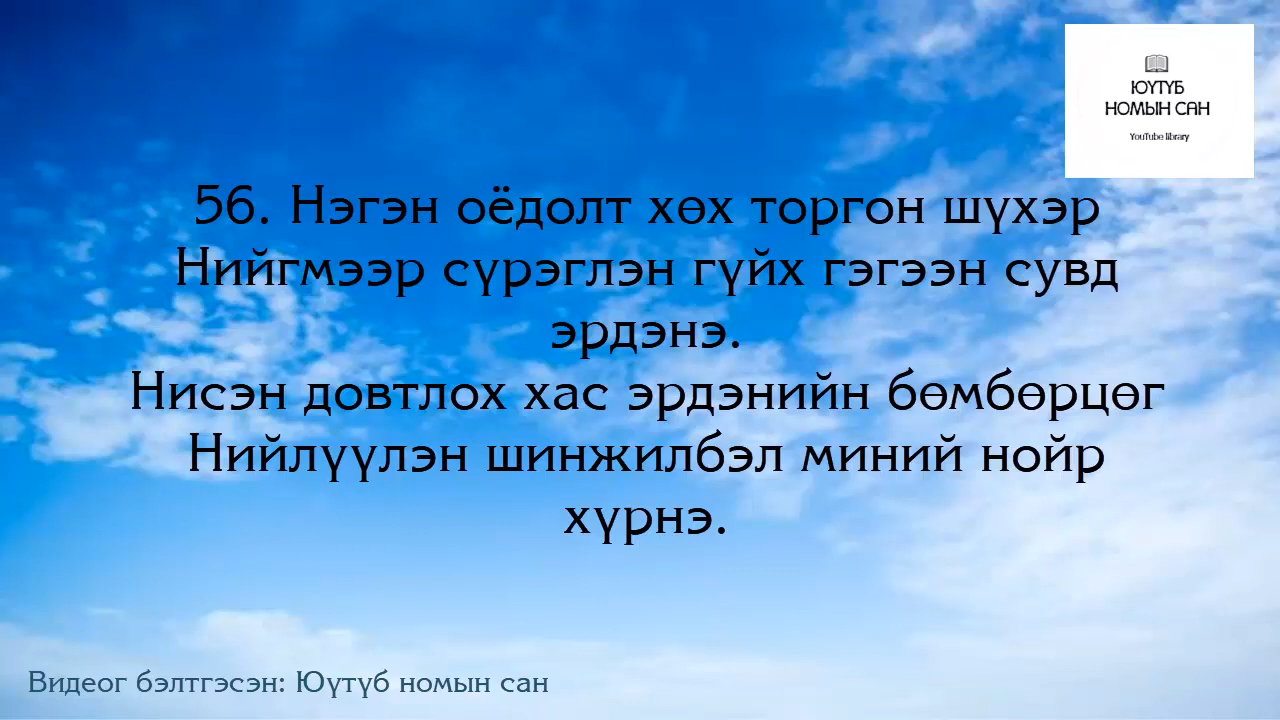 ЮҮТҮБ
НОМЫН САН
YouTube library
56. Нэгэн оёдолт хөх торгон шүхэр
Нийгмээр сүрэглэн гүйх гэгээн сувд
эрдэнэ.
Нисэн довтлох хас эрдэнийн бөмбөрцөг
Нийлүүлэн шинжилбэл миний нойр
хүрнэ.
Видеог бэлтгэсэн: Юүтүб номын сан